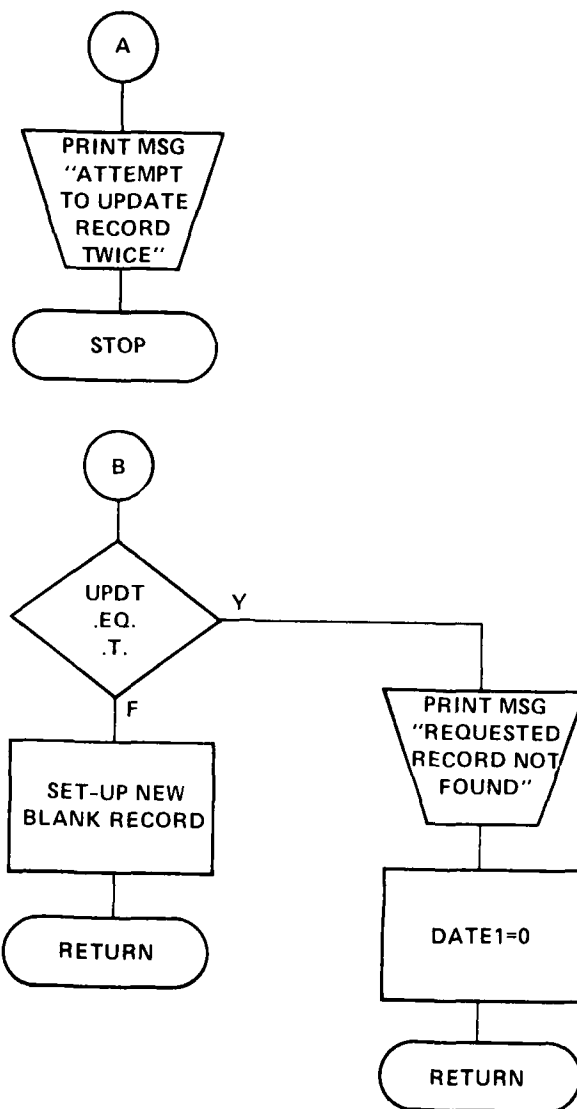 A
PRINT MSG
"ATTEMPT
TO UPDATE
RECORD
TWICE"
STOP
B
UPDT
.EQ.
.T.
Y
F
PRINT MSG
"REQUESTED
RECORD NOT
FOUND"
SET-UP NEW
BLANK RECORD
RETURN
DATE1=0
RETURN